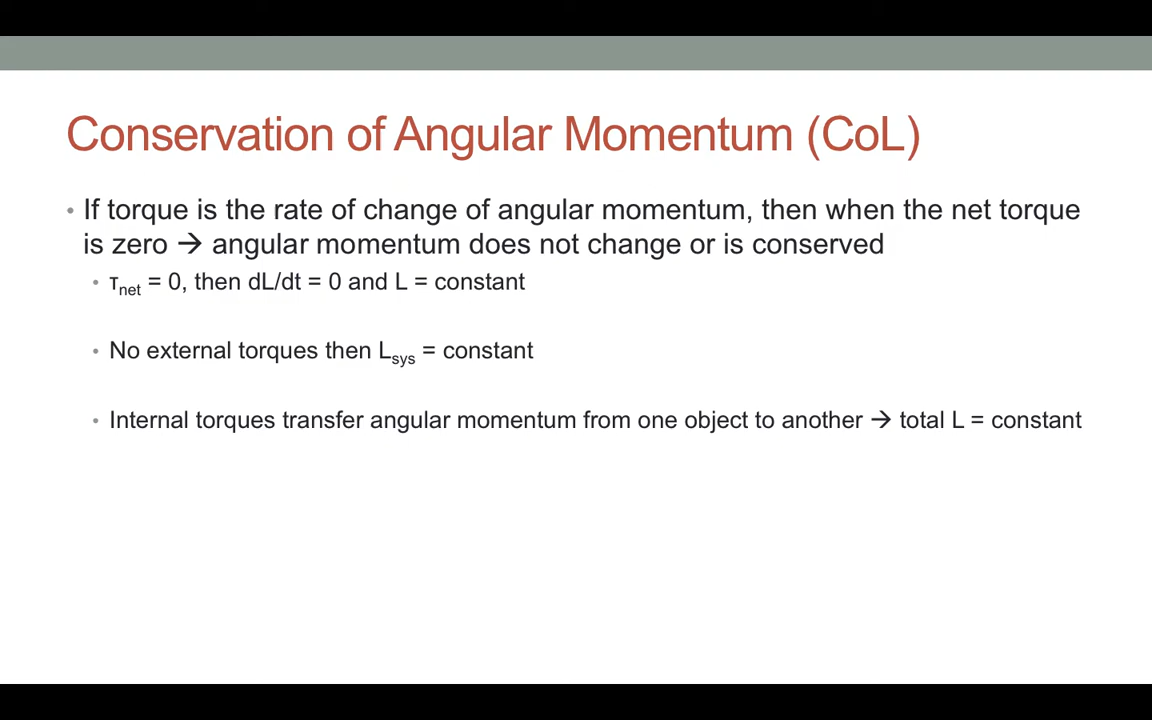 Conservation of Angular Momentum (CoL)
• If torque is the rate of change of angular momentum, then when the net torque
is zero → angular momentum does not change or is conserved
• τnet = 0, then dL/dt = 0 and L = constant
• No external torques then Lsys = constant
• Internal torques transfer angular momentum from one object to another → total L = constant